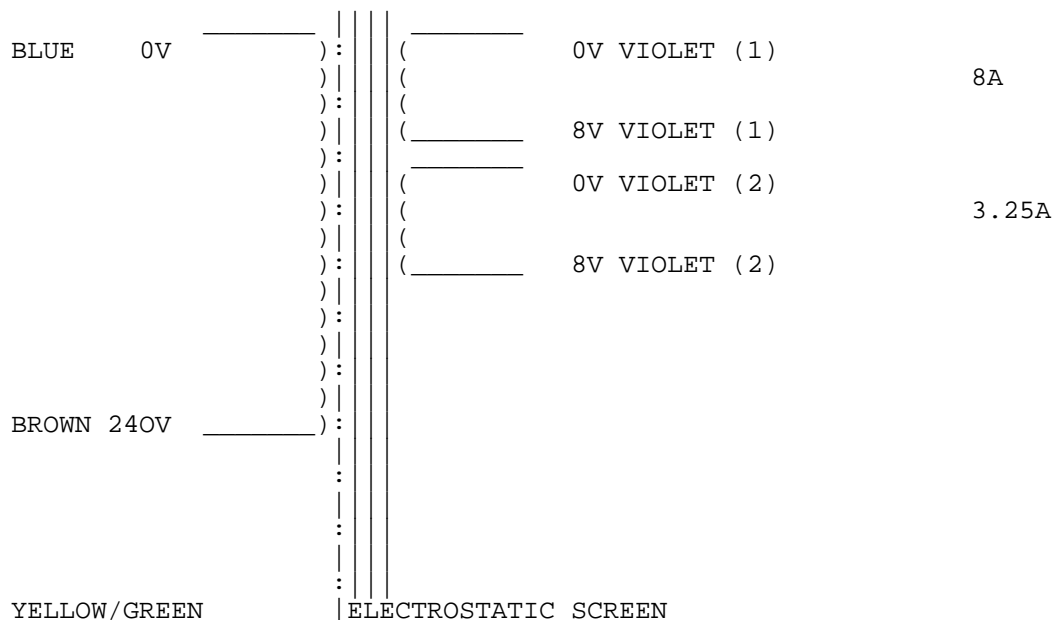 BLUE 0V 0V VIOLET (1)
8A
8V VIOLET (1)
0V VIOLET (2)
3.25A
8V VIOLET (2)
BROWN 24OV
YELLOW/GREEN ELECTROSTATIC SCREEN